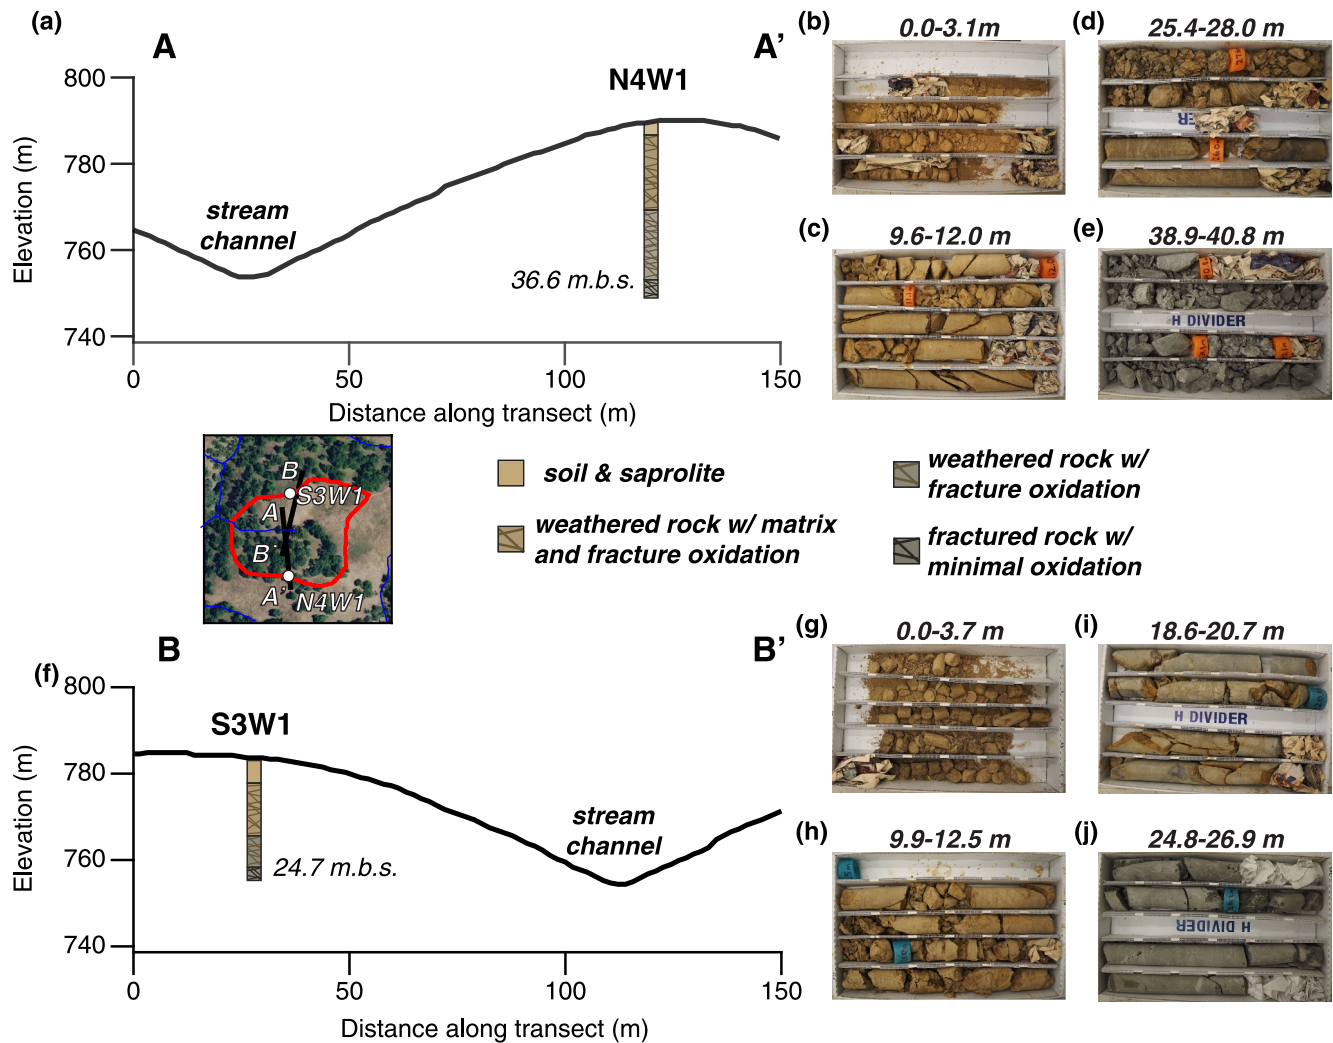 (a)
A
A’
N4W1
800
780
760
740
Elevation (m)
stream
channel
36.6 m.b.s.
0
50
100
150
Distance along transect (m)
(b)
0.0-3.1m
(d)
25.4-28.0 m
(c)
9.6-12.0 m
(e)
38.9-40.8 m
H DIVIDER
B
S3W1
A
B'
A'
N4W1
soil & saprolite
weathered rock w/ matrix
and fracture oxidation
weathered rock w/
fracture oxidation
fractured rock w/
minimal oxidation
(f)
B
B’
S3W1
800
780
760
740
Elevation (m)
24.7 m.b.s.
stream
channel
0
50
100
150
Distance along transect (m)
(g)
0.0-3.7 m
(i)
18.6-20.7 m
H DIVIDER
(h)
9.9-12.5 m
(j)
24.8-26.9 m
H DIVIDER